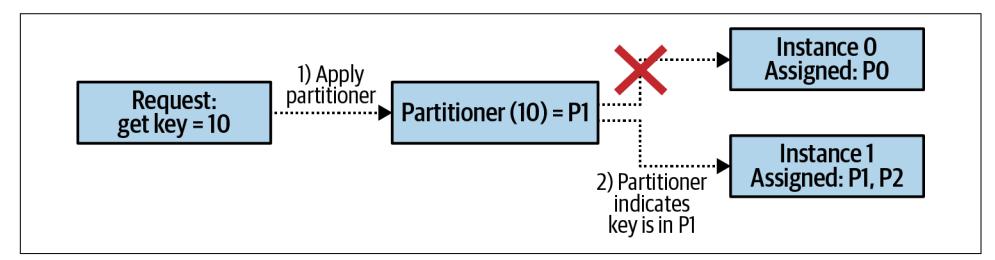 Request:
get key = 10
1) Apply
partitioner
Partitioner (10) = P1
Instance 0
Assigned: P0
Instance 1
Assigned: P1, P2
2) Partitioner
indicates
key is in P1